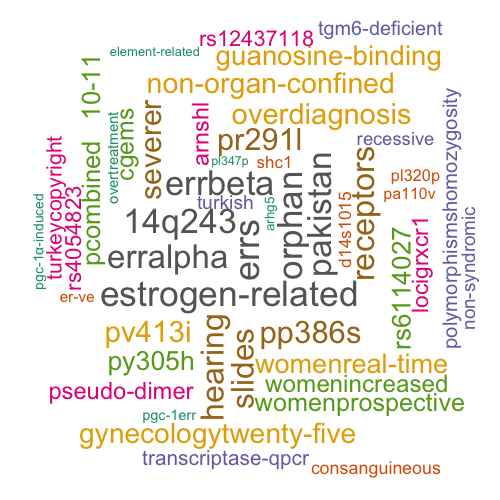 tgm6-deficient
rs12437118
element-related
guanosine-binding
non-organ-confined
10-11
overtreatment
cgems
severer
arnshl
overdiagnosis
pr291l
recessive
polymorphismshomozygosity
turkeycopyright
pcombined
pl347p
shc1
errbeta
orphan
pakistan
receptors
pl320p
pa110v
pgc-1α-induced
rs4054823
turkish
arhg5
14q243
errs
d14s1015
erralpha
rs6114027
locigrxcr1
non-syndromic
er-ve
estrogen-related
pv413i
hearing
slides
pp386s
py305h
womenreal-time
pseudo-dimer
womenincreased
pgc-1err
womenprospective
gynecologytwenty-five
transcriptase-qpcr
consanguineous